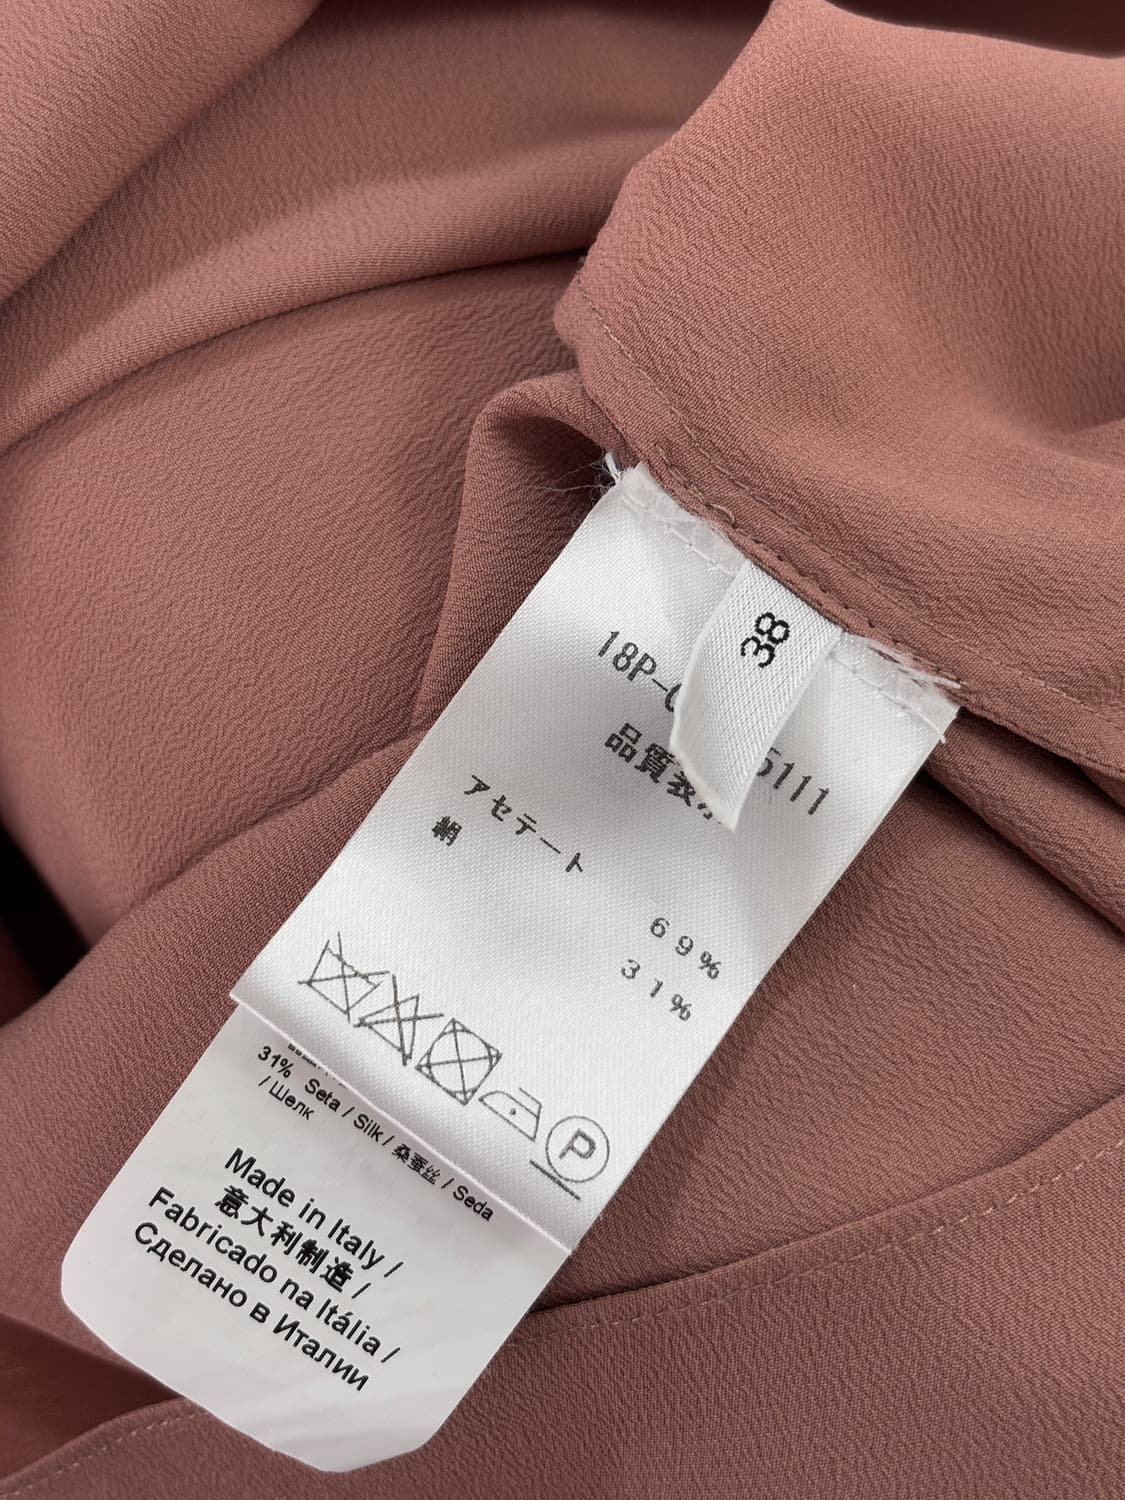 38
18P-
5111
品質表示
アセテート 69%
絹 31%
P
31% Seta / Silk / 桑蚕丝 / Seda
/ Шелк
Made in Italy /
意大利制造 /
Fabricado na Itália /
Сделано в Италии